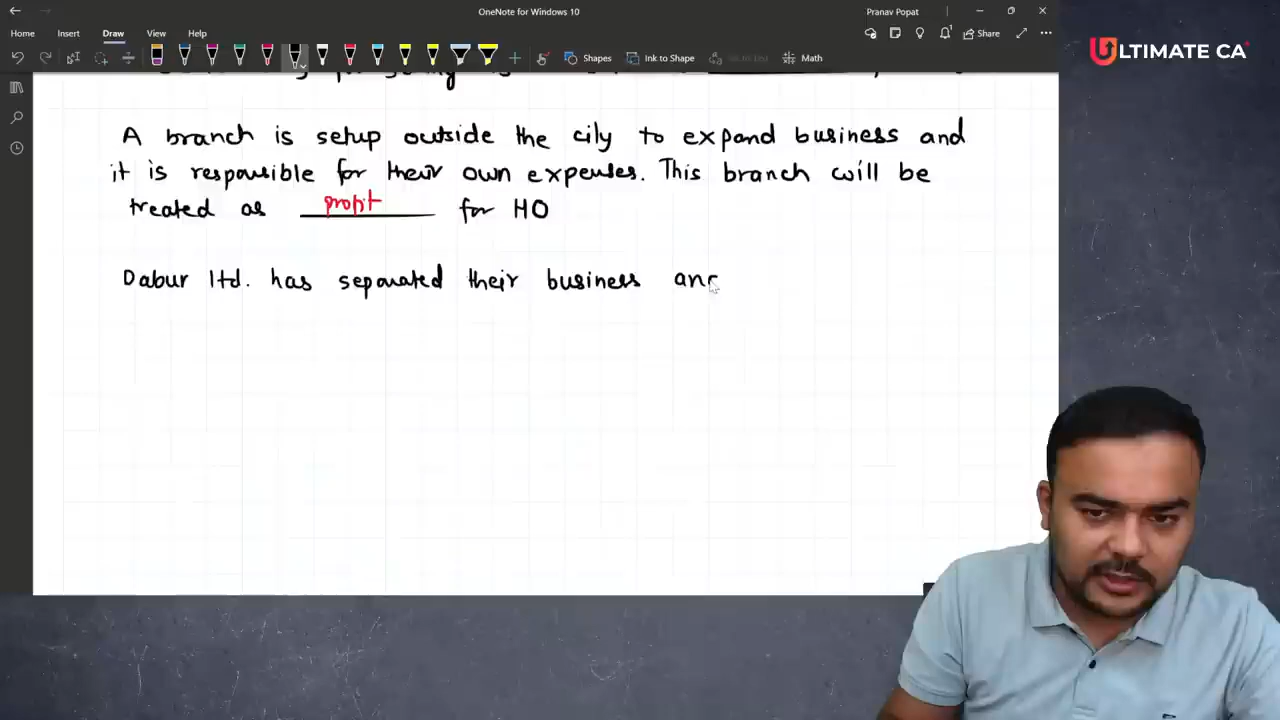 OneNote for Windows 10
Pranav Popat
Home Insert Draw View Help
Share
Shapes Ink to Shape Math
ULTIMATE CA
A branch is setup outside the city to expand business and
it is responsible for their own expenses. This branch will be
treated as profit for HO
Dabur ltd. has separated their business and